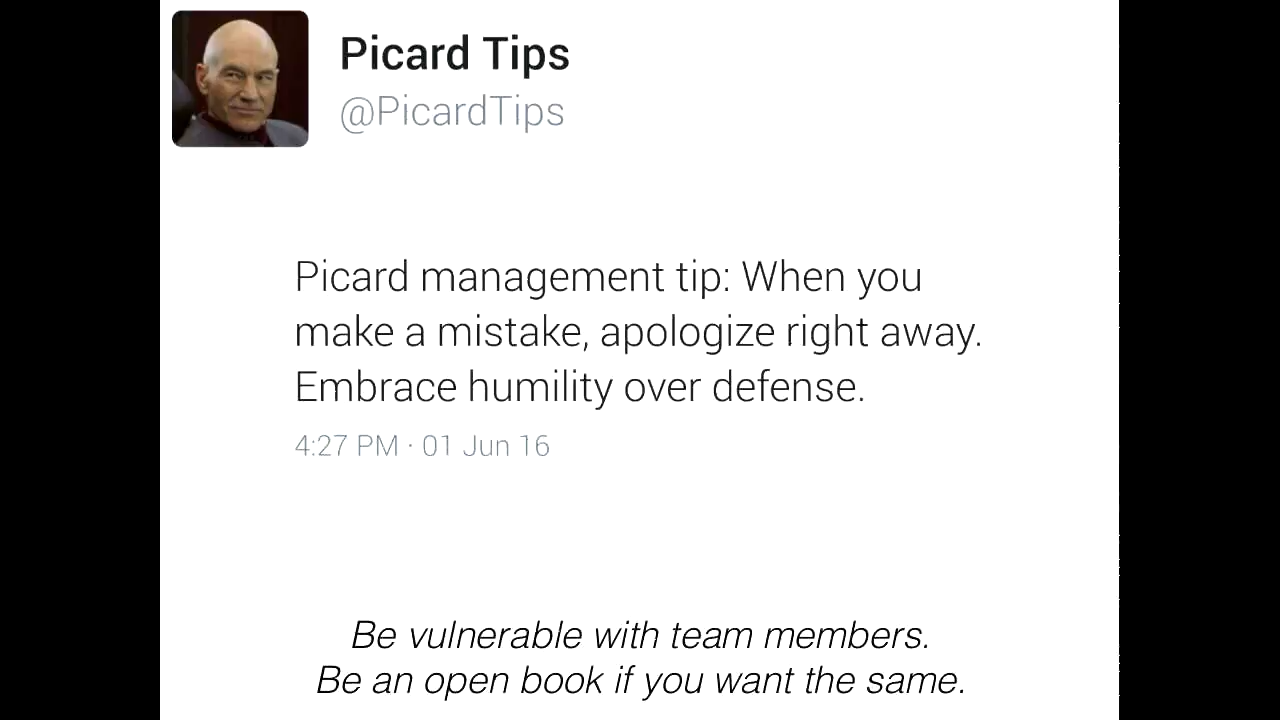 Picard Tips
@PicardTips
Picard management tip: When you
make a mistake, apologize right away.
Embrace humility over defense.
4:27 PM · 01 Jun 16
Be vulnerable with team members.
Be an open book if you want the same.